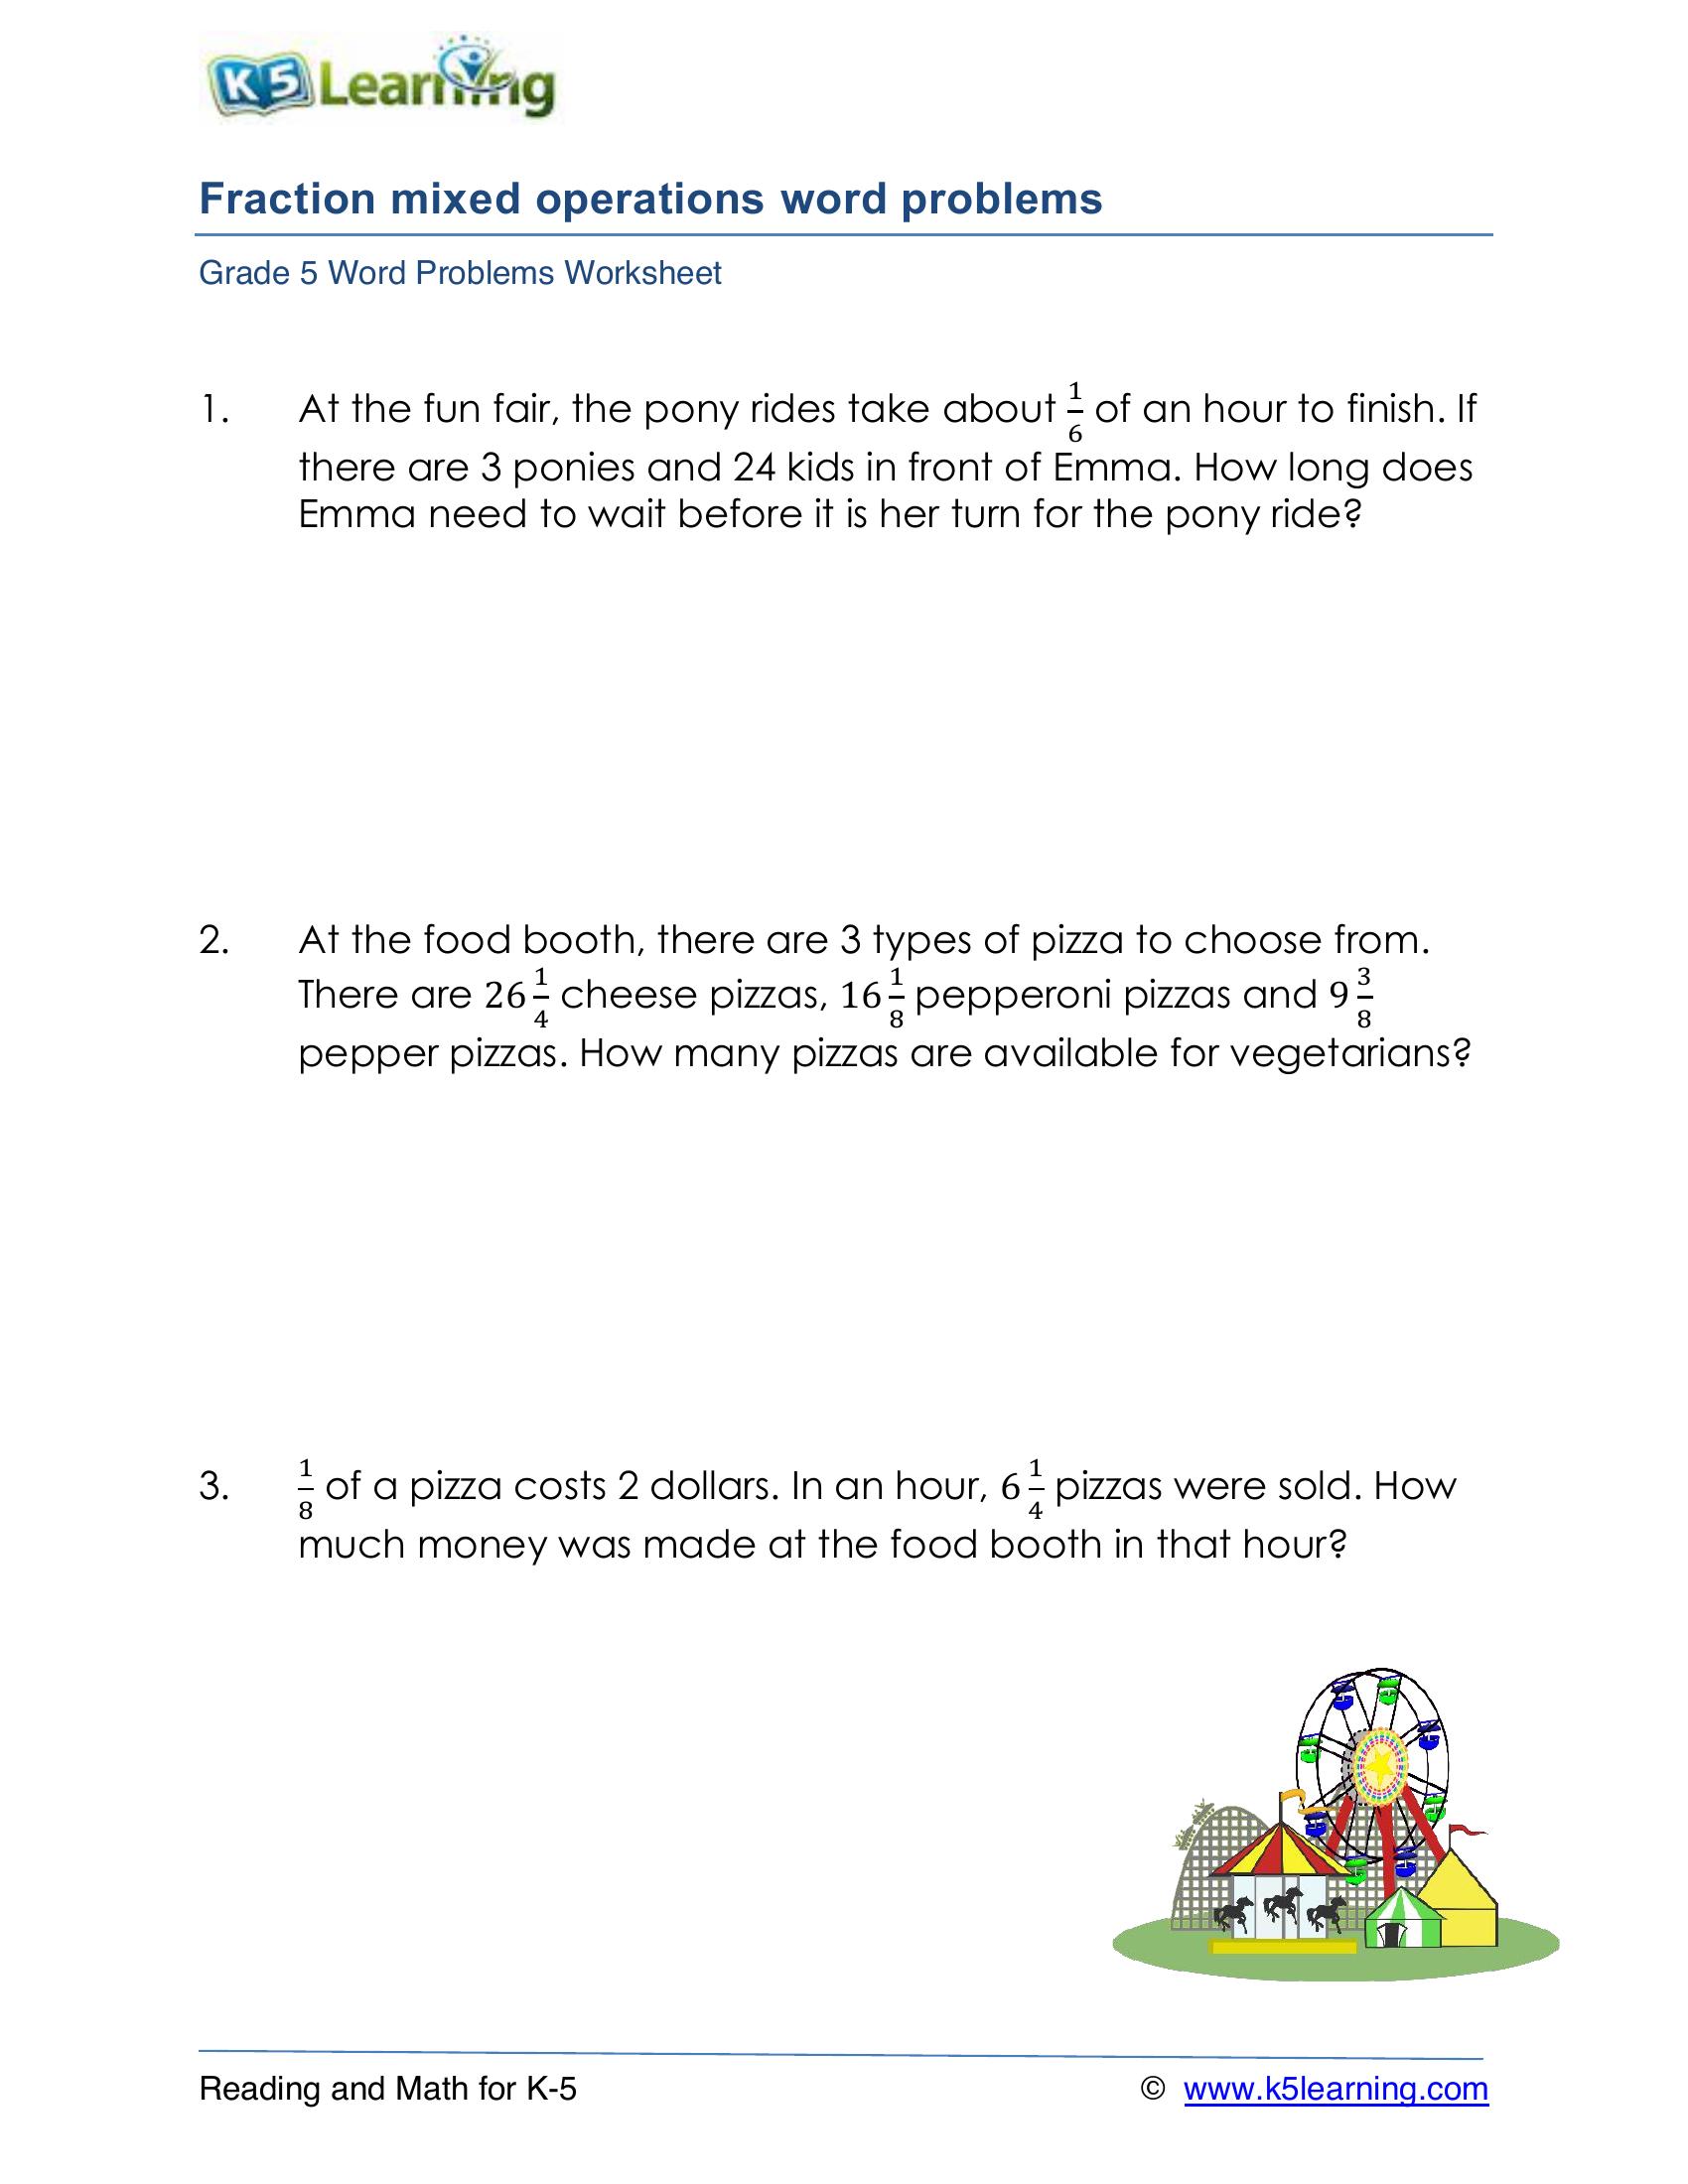 K5 Learning
Fraction mixed operations word problems
Grade 5 Word Problems Worksheet
1. At the fun fair, the pony rides take about 1/6 of an hour to finish. If
there are 3 ponies and 24 kids in front of Emma. How long does
Emma need to wait before it is her turn for the pony ride?
2. At the food booth, there are 3 types of pizza to choose from.
There are 26 1/4 cheese pizzas, 16 1/8 pepperoni pizzas and 9 3/8
pepper pizzas. How many pizzas are available for vegetarians?
3. 1/8 of a pizza costs 2 dollars. In an hour, 6 1/4 pizzas were sold. How
much money was made at the food booth in that hour?
Reading and Math for K-5 © www.k5learning.com